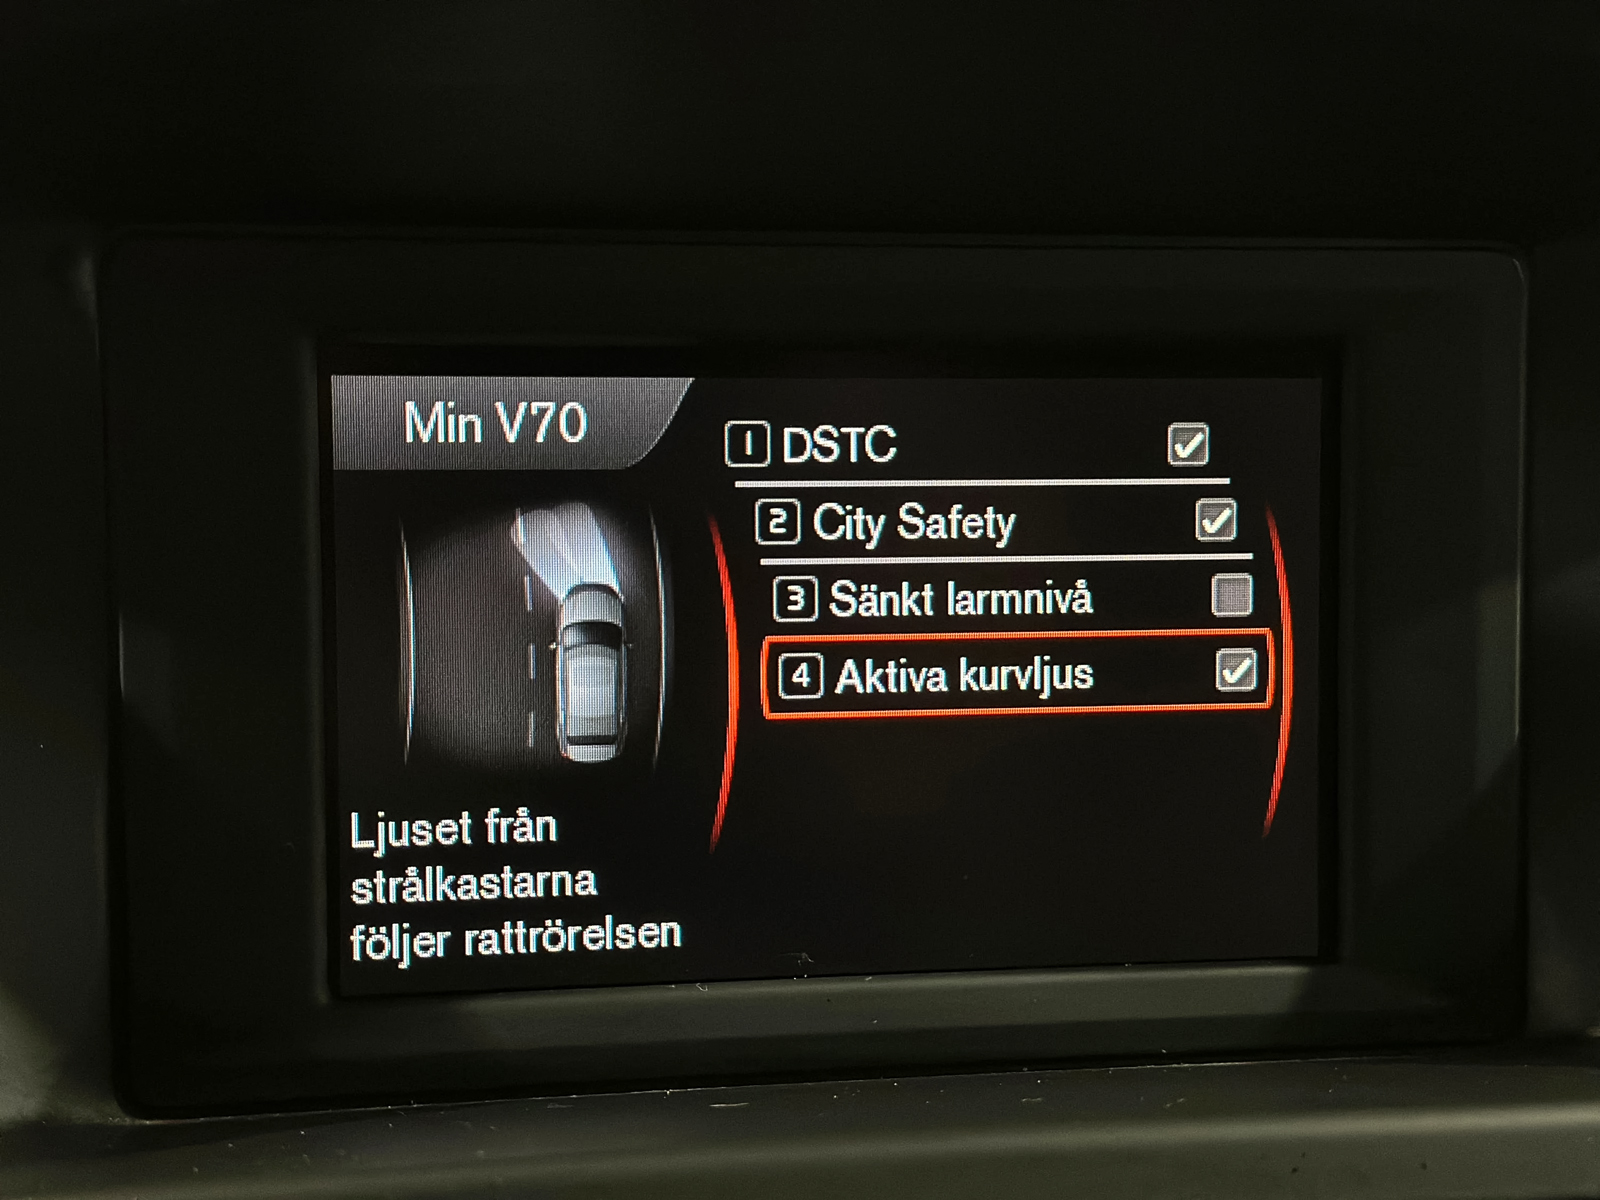 Min V70
1 DSTC
2 City Safety
3 Sänkt larmnivå
4 Aktiva kurvljus
Ljuset från
strålkastarna
följer rattrörelsen